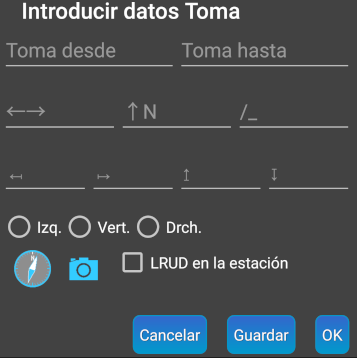 Introducir datos Toma
Toma desde Toma hasta
←→ ↑N /_
↤ ↦ ↥ ↧
Izq. Vert. Drch.
LRUD en la estación
Cancelar Guardar OK